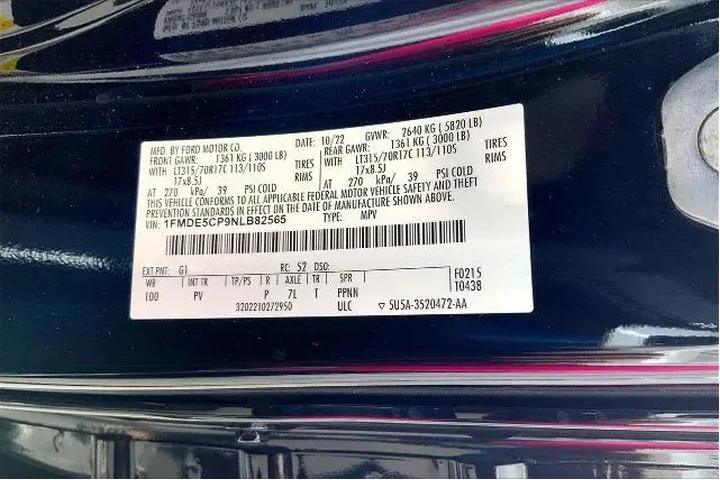 MFD. BY FORD MOTOR CO.
DATE: 10/22 GVWR: 2640 KG ( 5820 LB)
FRONT GAWR: 1361 KG ( 3000 LB) REAR GAWR: 1361 KG ( 3000 LB)
WITH LT315/70R17C 113/110S TIRES WITH LT315/70R17C 113/110S TIRES
17x8.5J RIMS 17x8.5J RIMS
AT 270 kPa/ 39 PSI COLD AT 270 kPa/ 39 PSI COLD
THIS VEHICLE CONFORMS TO ALL APPLICABLE FEDERAL MOTOR VEHICLE SAFETY AND THEFT
PREVENTION STANDARDS IN EFFECT ON THE DATE OF MANUFACTURE SHOWN ABOVE.
VIN: 1FMDE5CP9NLB82565 TYPE: MPV
EXT PNT: G1 RC: 52 DSO: F0215
WB INT TR TP/PS R AXLE TR SPR T0438
100 PV P 7L T PPNN
3202210272950 ULC ▽ 5U5A-3520472-AA